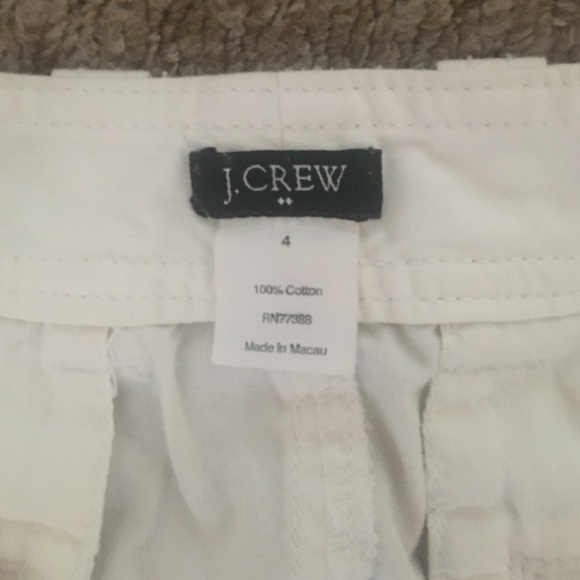 J.CREW
4
100% Cotton
RN77388
Made In Macau